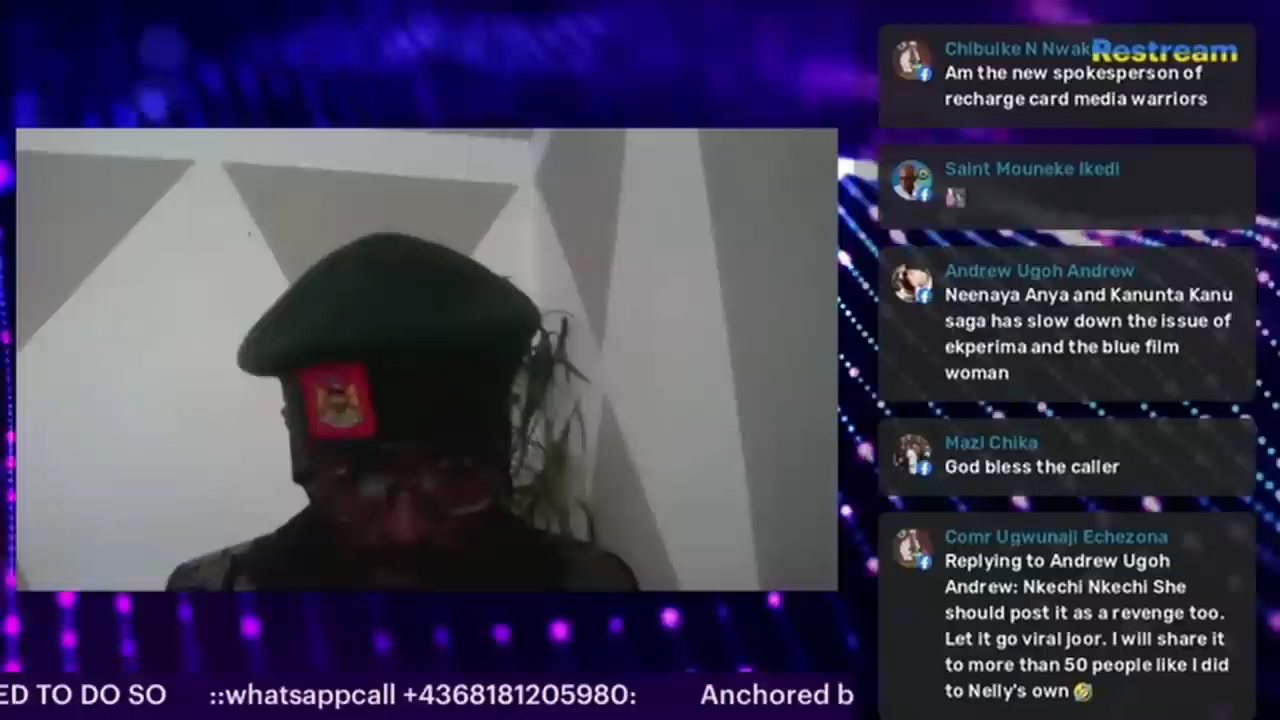 Chibuike N Nwak
Restream
Am the new spokesperson of
recharge card media warriors
Saint Mouneke Ikedi
Andrew Ugoh Andrew
Neenaya Anya and Kanunta Kanu
saga has slow down the issue of
ekperima and the blue film
woman
Mazi Chika
God bless the caller
Comr Ugwunaji Echezona
Replying to Andrew Ugoh
Andrew: Nkechi Nkechi She
should post it as a revenge too.
Let it go viral joor. I will share it
to more than 50 people like I did
to Nelly's own 🤣
ED TO DO SO ::whatsappcall +4368181205980: Anchored b